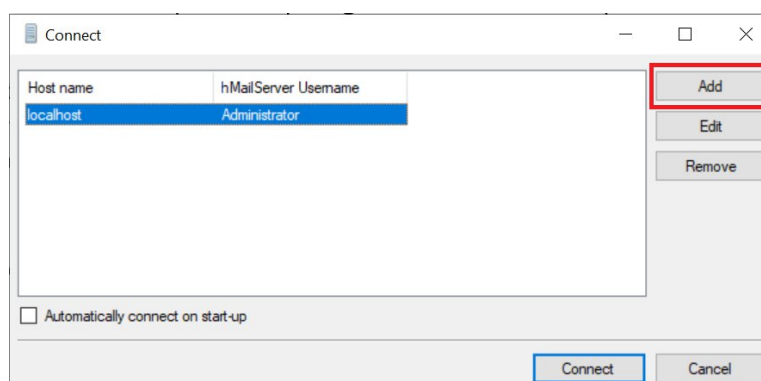 Connect
Host name hMailServer Username
localhost Administrator
Add
Edit
Remove
Automatically connect on start-up
Connect Cancel